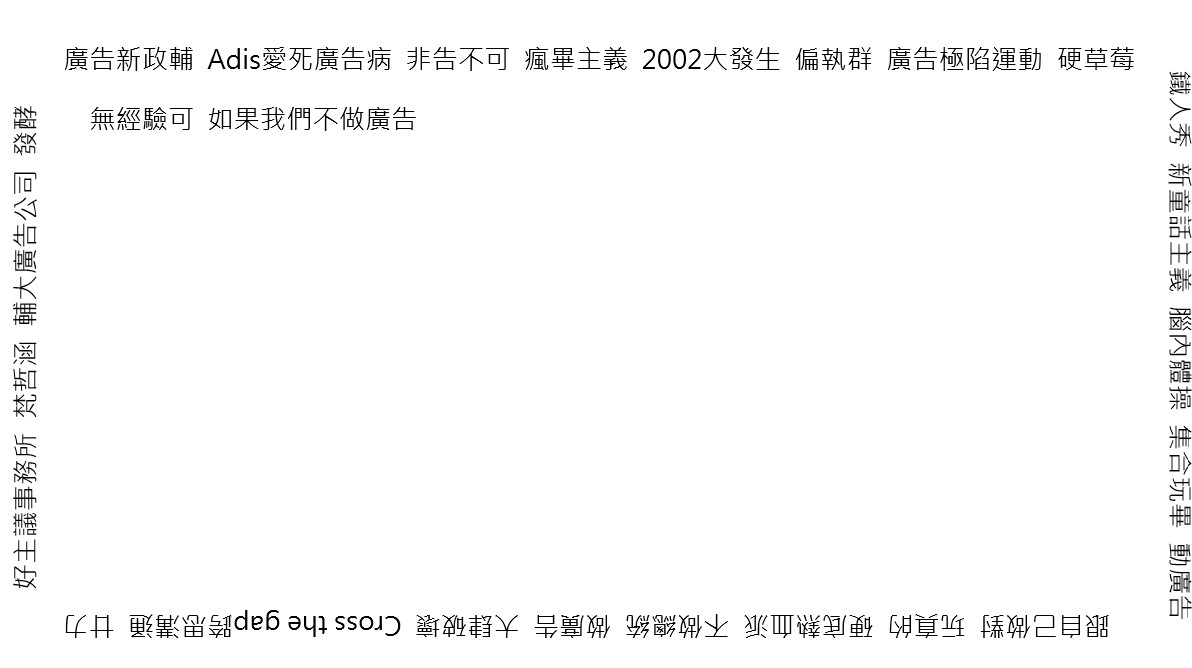 廣告新政輔 Adis愛死廣告病 非告不可 瘋畢主義 2002大發生 偏執群 廣告極陷運動 硬草莓
無經驗可 如果我們不做廣告
鐵人秀 新童話主義 腦內體操 集合玩畢 動廣告
跟自己做對 玩真的 硬底熱血派 不做總統 做廣告 大肆破壞 Cross the gap跨思溝通 廿力
好主議事務所 梵哲涵 輔大廣告公司 發酵